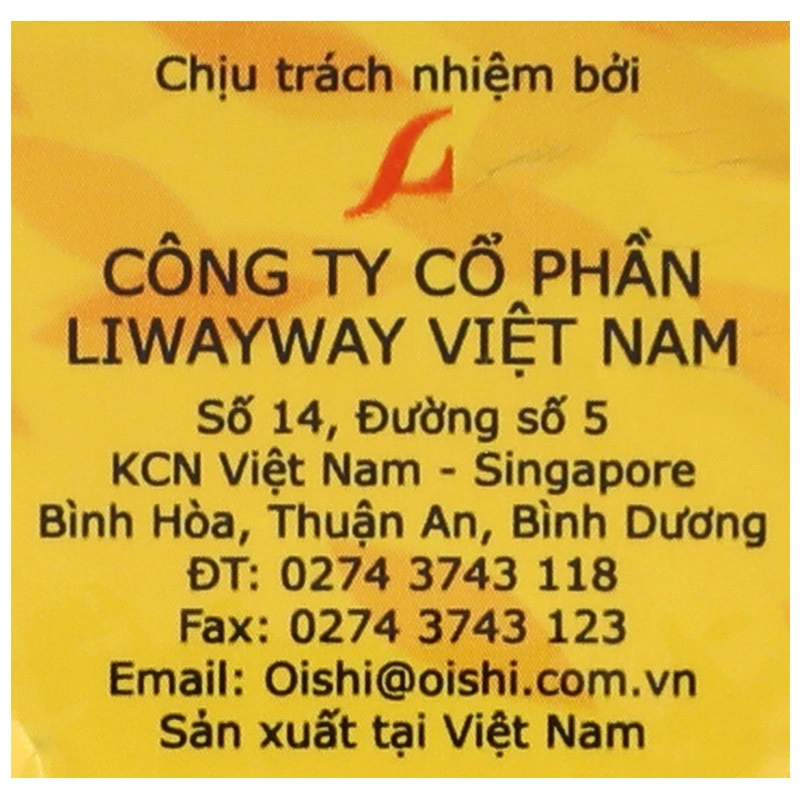 Chịu trách nhiệm bởi
CÔNG TY CỔ PHẦN
LIWAYWAY VIỆT NAM
Số 14, Đường số 5
KCN Việt Nam - Singapore
Bình Hòa, Thuận An, Bình Dương
ĐT: 0274 3743 118
Fax: 0274 3743 123
Email: Oishi@oishi.com.vn
Sản xuất tại Việt Nam